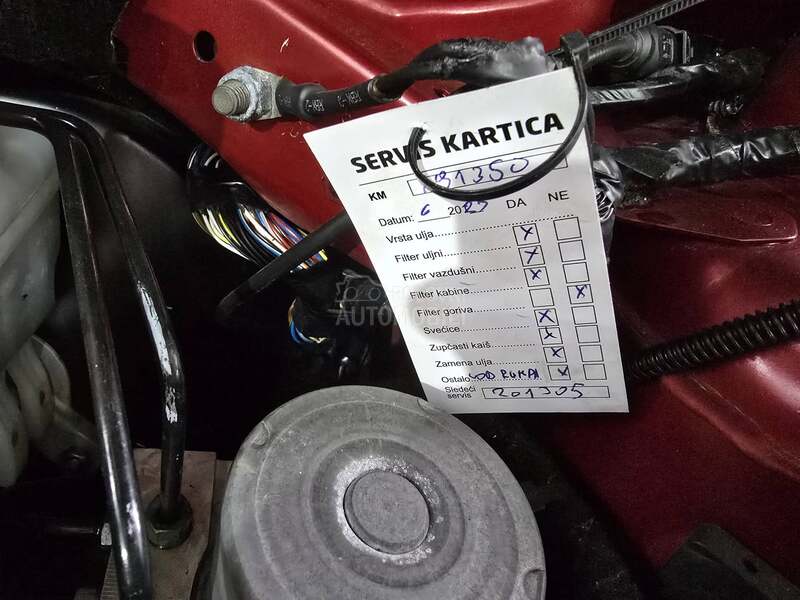 SERVIS KARTICA
KM 191350
Datum: 6 2023 DA NE
Vrsta ulja
Filter uljni
Filter vazdušni
Filter kabine
Filter goriva
Svećice
Zupčasti kaiš
Zamena ulja
Ostalo
Sledeći servis 201305